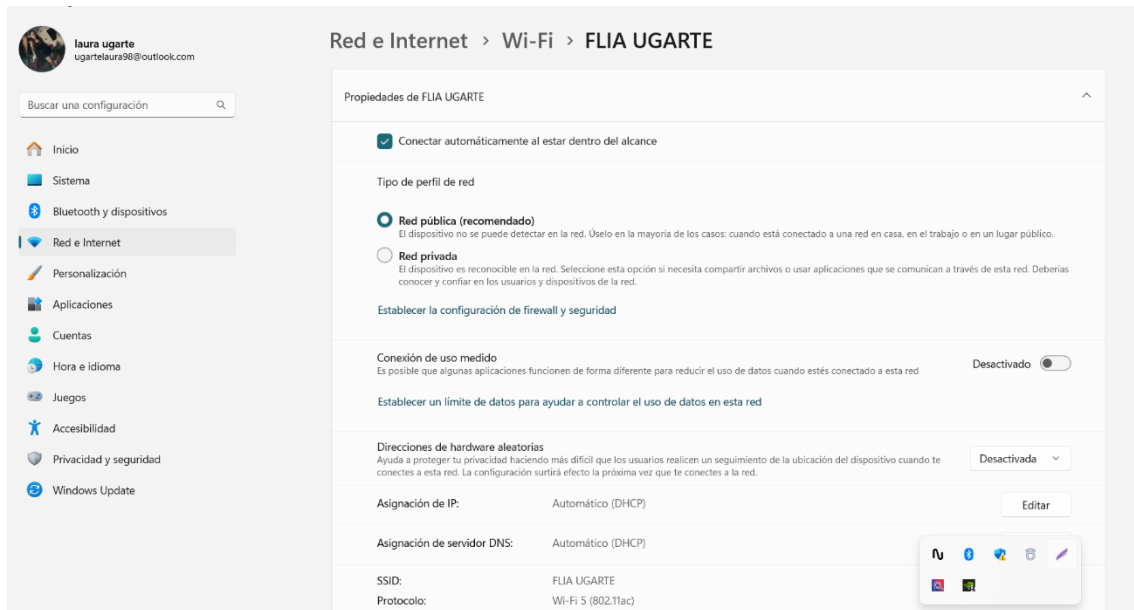 laura ugarte
ugartelaura98@outlook.com
Buscar una configuración
Inicio
Sistema
Bluetooth y dispositivos
Red e Internet
Personalización
Aplicaciones
Cuentas
Hora e idioma
Juegos
Accesibilidad
Privacidad y seguridad
Windows Update
Red e Internet > Wi-Fi > FLIA UGARTE
Propiedades de FLIA UGARTE
Conectar automáticamente al estar dentro del alcance
Tipo de perfil de red
Red pública (recomendado)
El dispositivo no se puede detectar en la red. Úselo en la mayoría de los casos: cuando está conectado a una red en casa, en el trabajo o en un lugar público.
Red privada
El dispositivo es reconocible en la red. Seleccione esta opción si necesita compartir archivos o usar aplicaciones que se comunican a través de esta red. Deberías
conocer y confiar en los usuarios y dispositivos de la red.
Establecer la configuración de firewall y seguridad
Conexión de uso medido
Es posible que algunas aplicaciones funcionen de forma diferente para reducir el uso de datos cuando estés conectado a esta red
Desactivado
Establecer un límite de datos para ayudar a controlar el uso de datos en esta red
Direcciones de hardware aleatorias
Ayuda a proteger tu privacidad haciendo más difícil que los usuarios realicen un seguimiento de la ubicación del dispositivo cuando te
conectes a esta red. La configuración surtirá efecto la próxima vez que te conectes a la red.
Desactivada
Asignación de IP: Automático (DHCP)
Editar
Asignación de servidor DNS: Automático (DHCP)
SSID: FLIA UGARTE
Protocolo: Wi-Fi 5 (802.11ac)